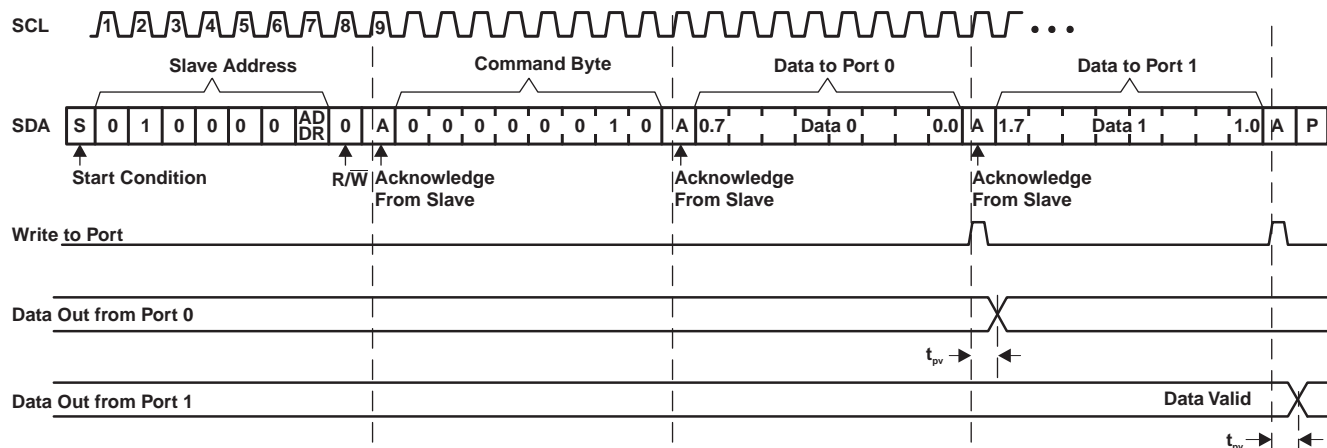 SCL 1 2 3 4 5 6 7 8 9
Slave Address Command Byte Data to Port 0 Data to Port 1
SDA S 0 1 0 0 0 0 AD DR 0 A 0 0 0 0 0 0 1 0 A 0.7 Data 0 0.0 A 1.7 Data 1 1.0 A P
Start Condition R/W̅ Acknowledge From Slave Acknowledge From Slave Acknowledge From Slave
Write to Port
Data Out from Port 0
tpv
Data Out from Port 1 Data Valid
tpv